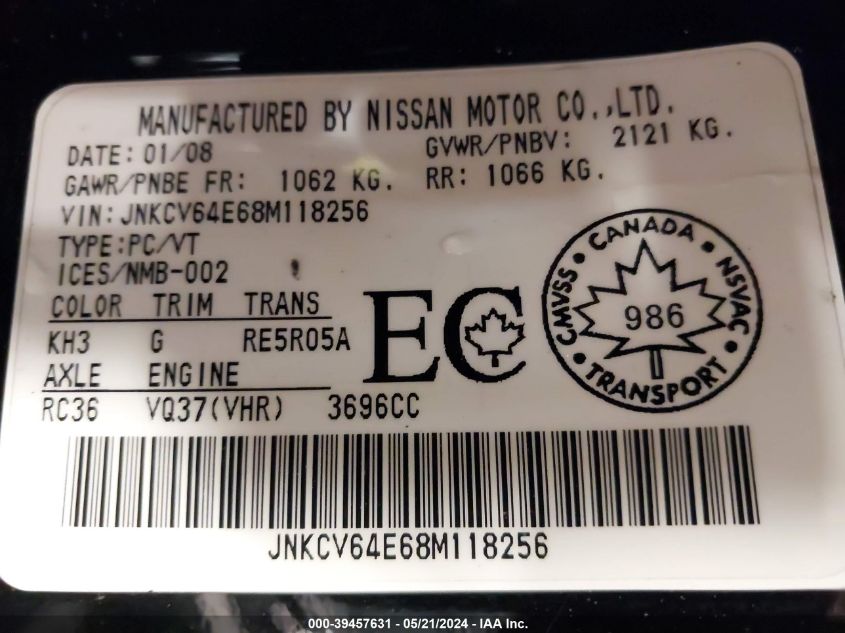 MANUFACTURED BY NISSAN MOTOR CO.,LTD.
DATE: 01/08 GVWR/PNBV: 2121 KG.
GAWR/PNBE FR: 1062 KG. RR: 1066 KG.
VIN: JNKCV64E68M118256
TYPE: PC/VT
ICES/NMB-002
COLOR TRIM TRANS
KH3 G RE5R05A
AXLE ENGINE
RC36 VQ37(VHR) 3696CC
EC
CANADA
CMVSS 986 NSVAC
TRANSPORT
JNKCV64E68M118256
000-39457631 - 05/21/2024 - IAA Inc.